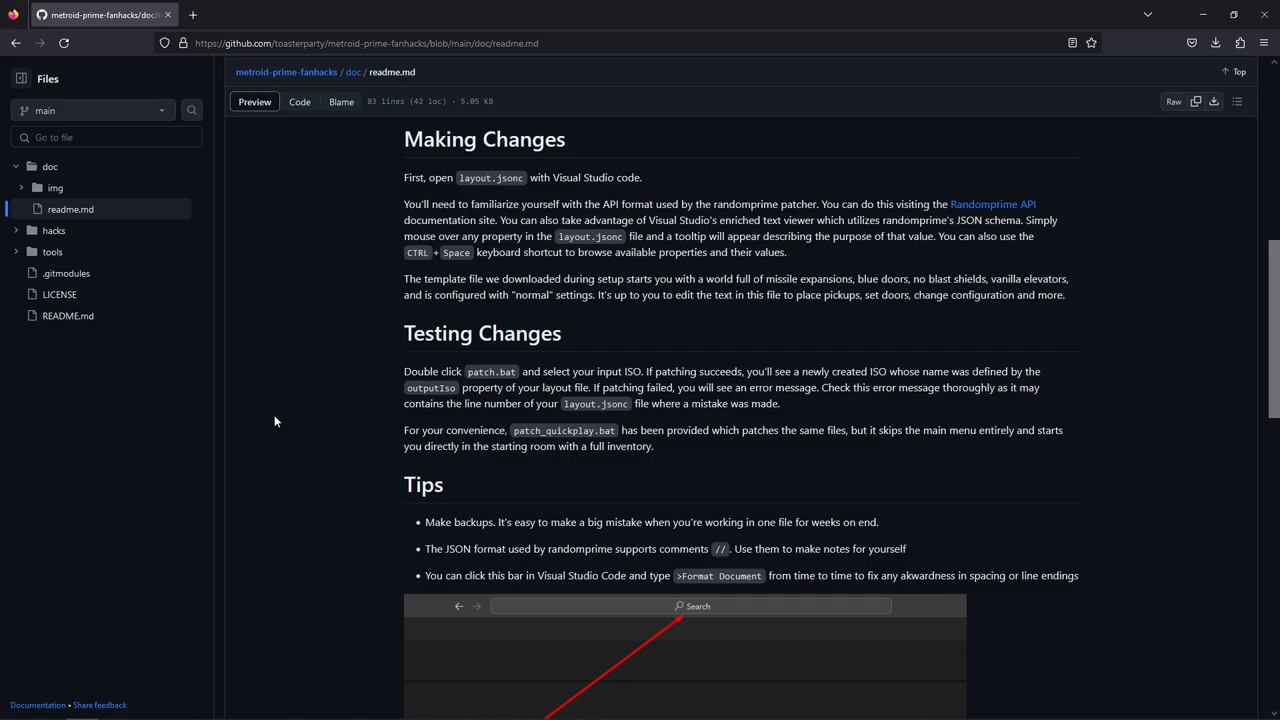 metroid-prime-fanhacks/doc/r
https://github.com/toasterparty/metroid-prime-fanhacks/blob/main/doc/readme.md
Files
main
Go to file
doc
img
readme.md
hacks
tools
.gitmodules
LICENSE
README.md
Documentation • Share feedback
metroid-prime-fanhacks / doc / readme.md
Top
Preview
Code
Blame
83 lines (42 loc) · 5.05 KB
Raw
Making Changes
First, open layout.jsonc with Visual Studio code.
You'll need to familiarize yourself with the API format used by the randomprime patcher. You can do this visiting the Randomprime API
documentation site. You can also take advantage of Visual Studio's enriched text viewer which utilizes randomprime's JSON schema. Simply
mouse over any property in the layout.jsonc file and a tooltip will appear describing the purpose of that value. You can also use the
CTRL + Space keyboard shortcut to browse available properties and their values.
The template file we downloaded during setup starts you with a world full of missile expansions, blue doors, no blast shields, vanilla elevators,
and is configured with "normal" settings. It's up to you to edit the text in this file to place pickups, set doors, change configuration and more.
Testing Changes
Double click patch.bat and select your input ISO. If patching succeeds, you'll see a newly created ISO whose name was defined by the
outputIso property of your layout file. If patching failed, you will see an error message. Check this error message thoroughly as it may
contains the line number of your layout.jsonc file where a mistake was made.
For your convenience, patch_quickplay.bat has been provided which patches the same files, but it skips the main menu entirely and starts
you directly in the starting room with a full inventory.
Tips
• Make backups. It's easy to make a big mistake when you're working in one file for weeks on end.
• The JSON format used by randomprime supports comments //. Use them to make notes for yourself
• You can click this bar in Visual Studio Code and type >Format Document from time to time to fix any akwardness in spacing or line endings
Search